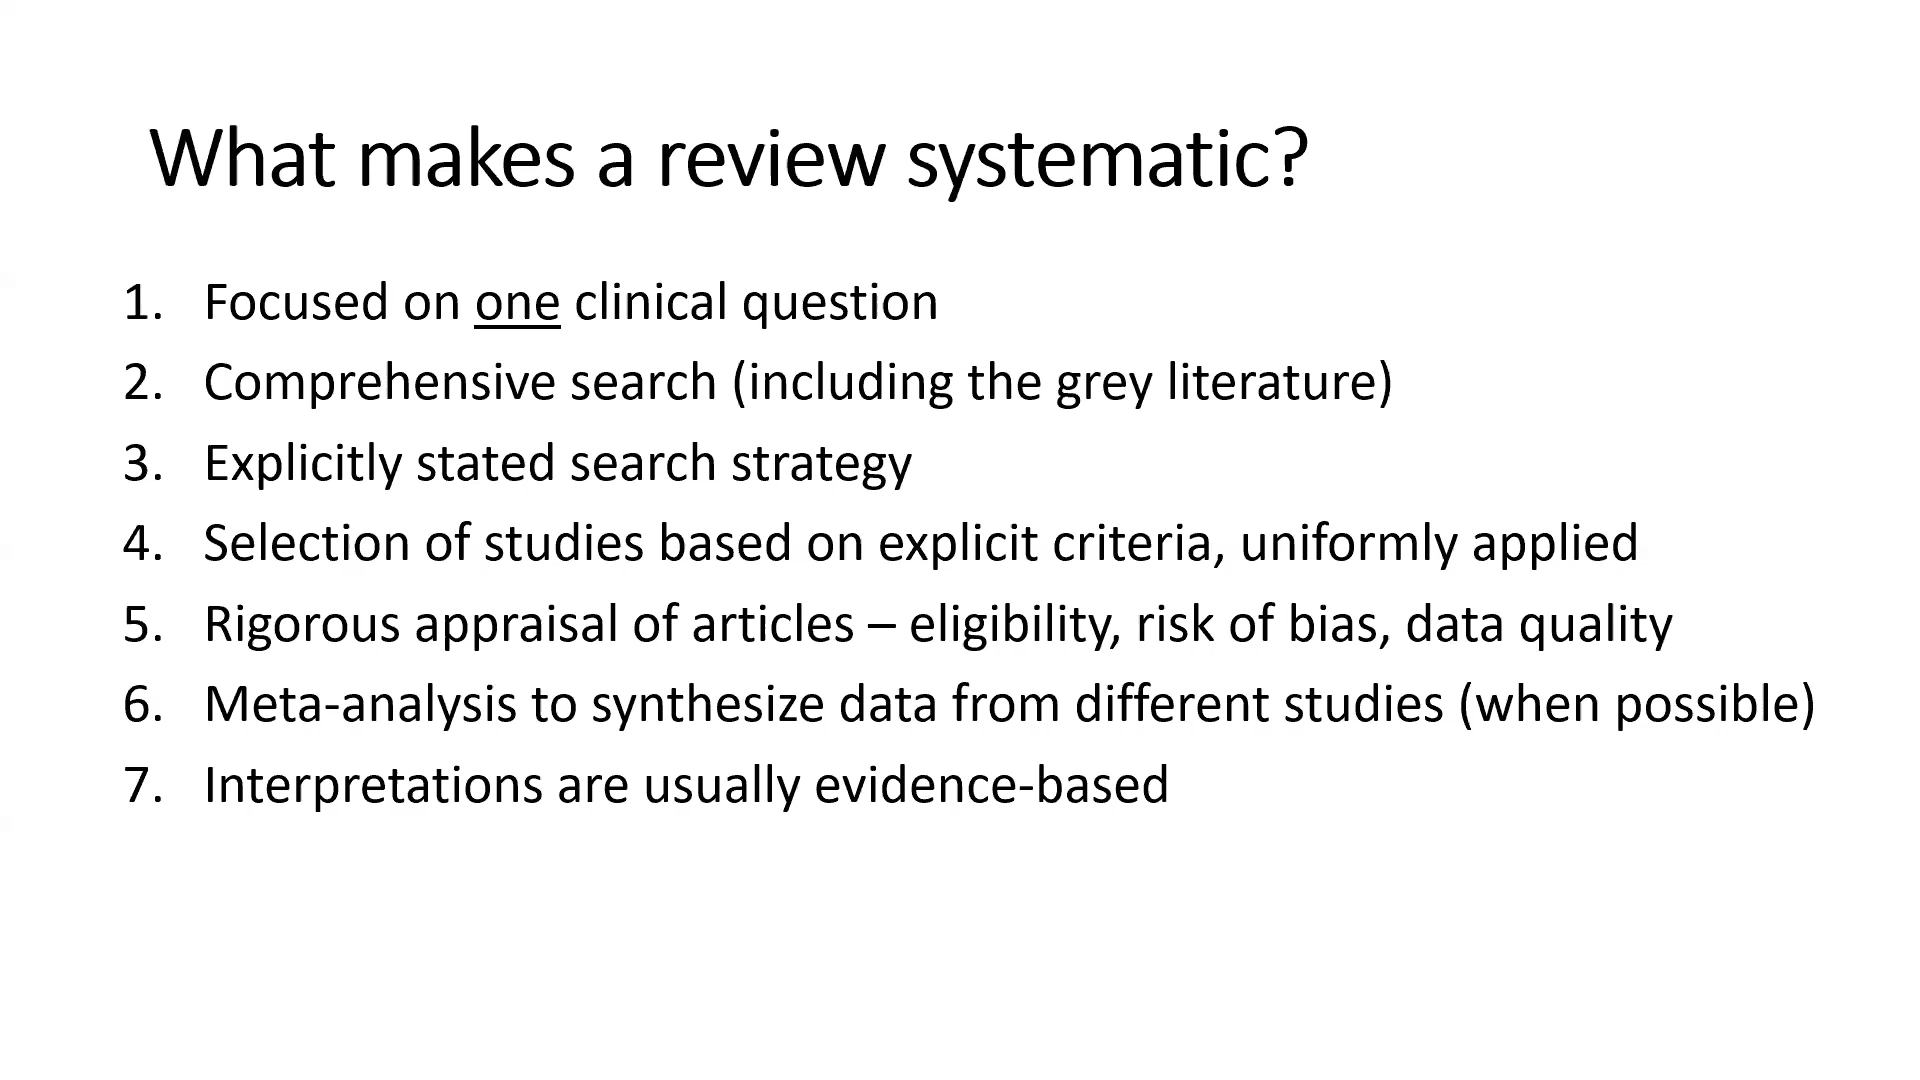 What makes a review systematic?
1. Focused on one clinical question
2. Comprehensive search (including the grey literature)
3. Explicitly stated search strategy
4. Selection of studies based on explicit criteria, uniformly applied
5. Rigorous appraisal of articles – eligibility, risk of bias, data quality
6. Meta-analysis to synthesize data from different studies (when possible)
7. Interpretations are usually evidence-based